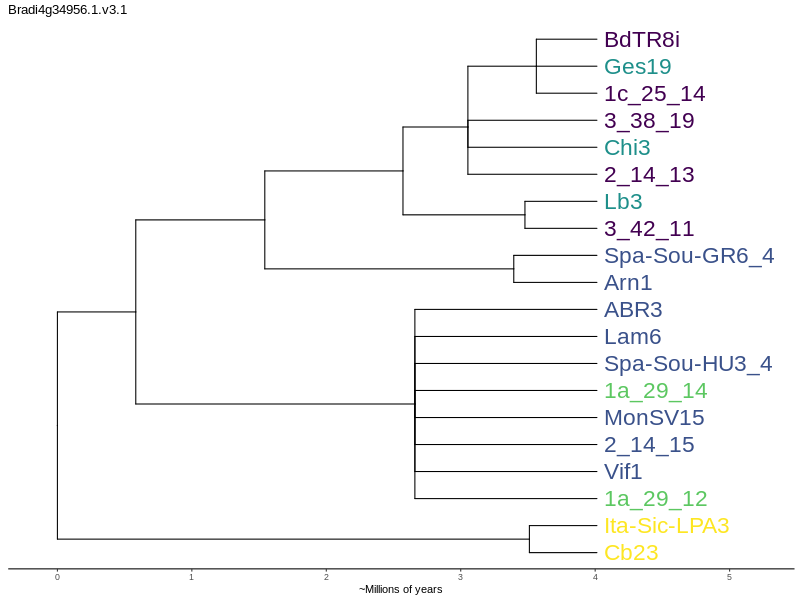 Bradi4g34956.1.v3.1
BdTR8i
Ges19
1c_25_14
3_38_19
Chi3
2_14_13
Lb3
3_42_11
Spa-Sou-GR6_4
Arn1
ABR3
Lam6
Spa-Sou-HU3_4
1a_29_14
MonSV15
2_14_15
Vif1
1a_29_12
Ita-Sic-LPA3
Cb23
0 1 2 3 4 5
~Millions of years